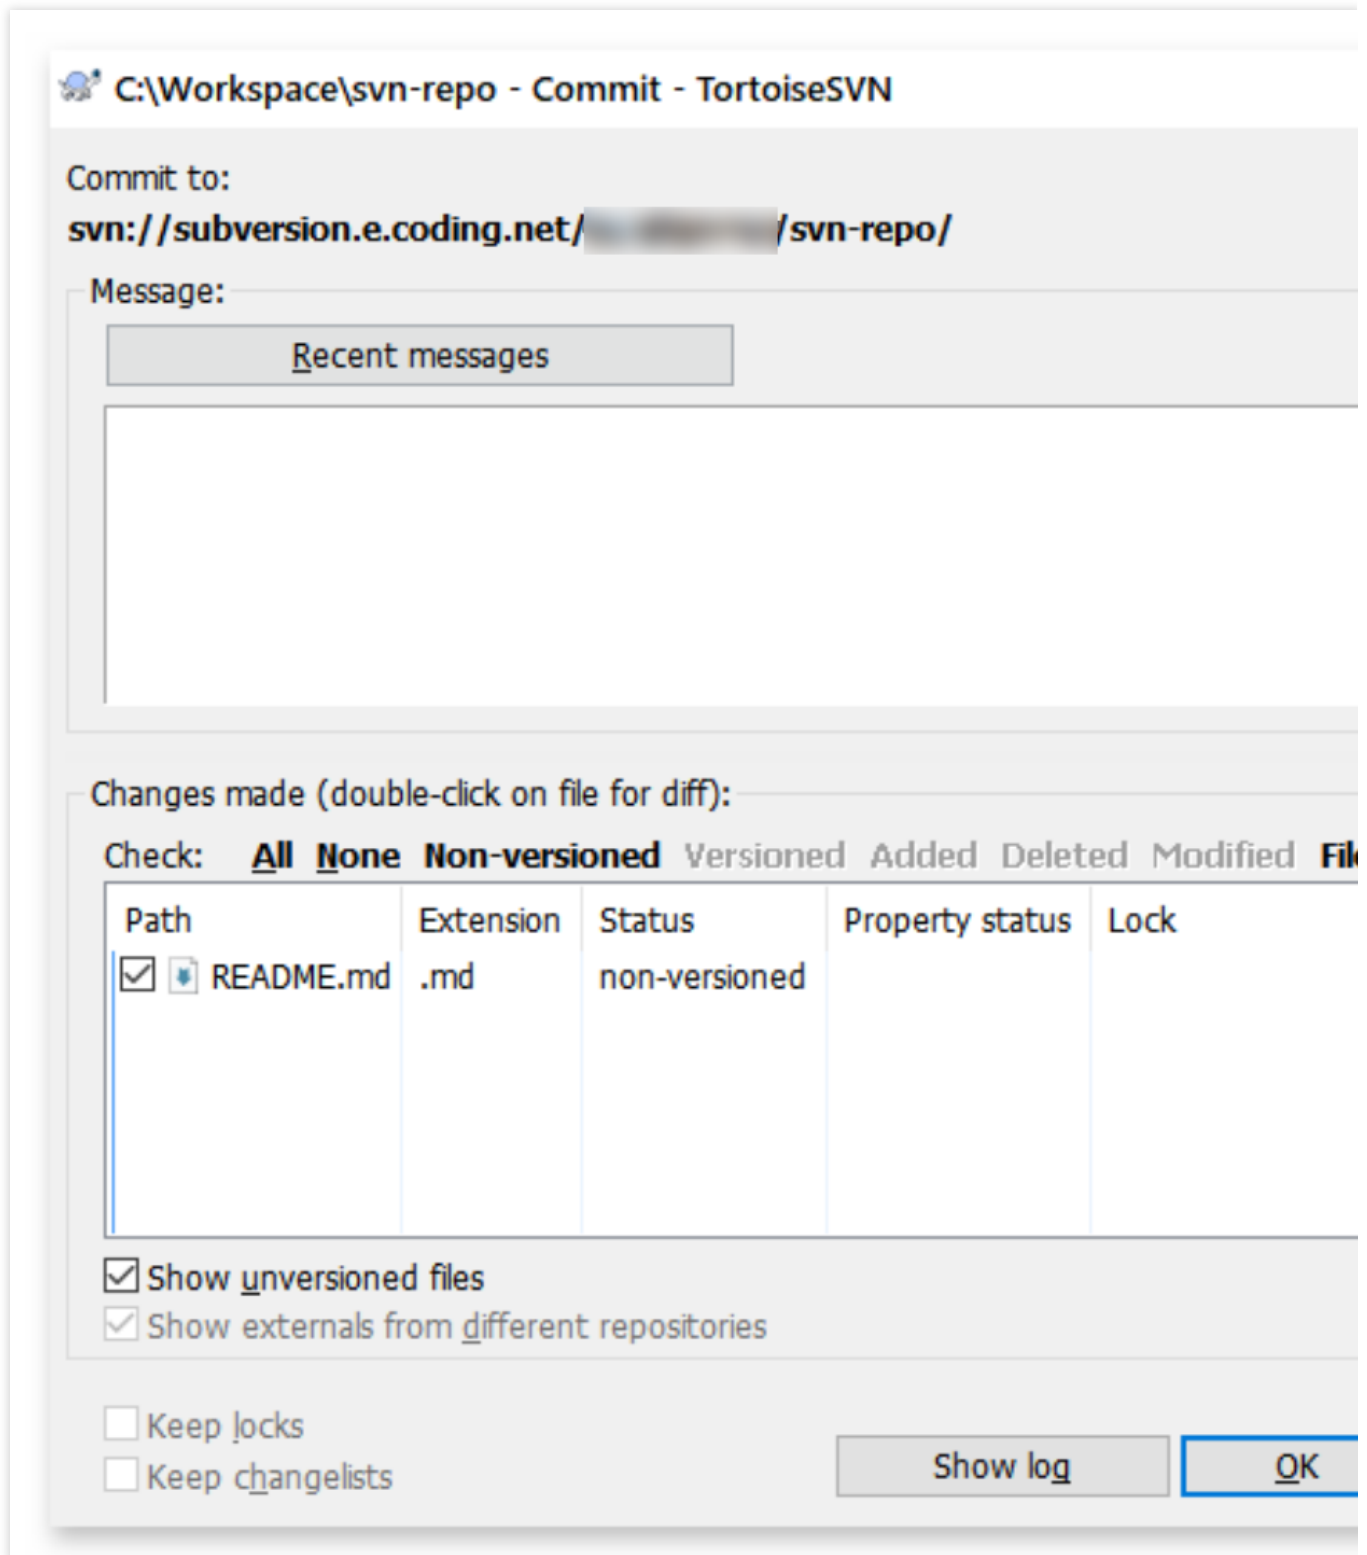 C:\Workspace\svn-repo - Commit - TortoiseSVN
Commit to:
svn://subversion.e.coding.net/ /svn-repo/
Message:
Recent messages
Changes made (double-click on file for diff):
Check: All None Non-versioned Versioned Added Deleted Modified
Path Extension Status Property status Lock
README.md .md non-versioned
Show unversioned files
Show externals from different repositories
Keep locks
Keep changelists
Show log OK